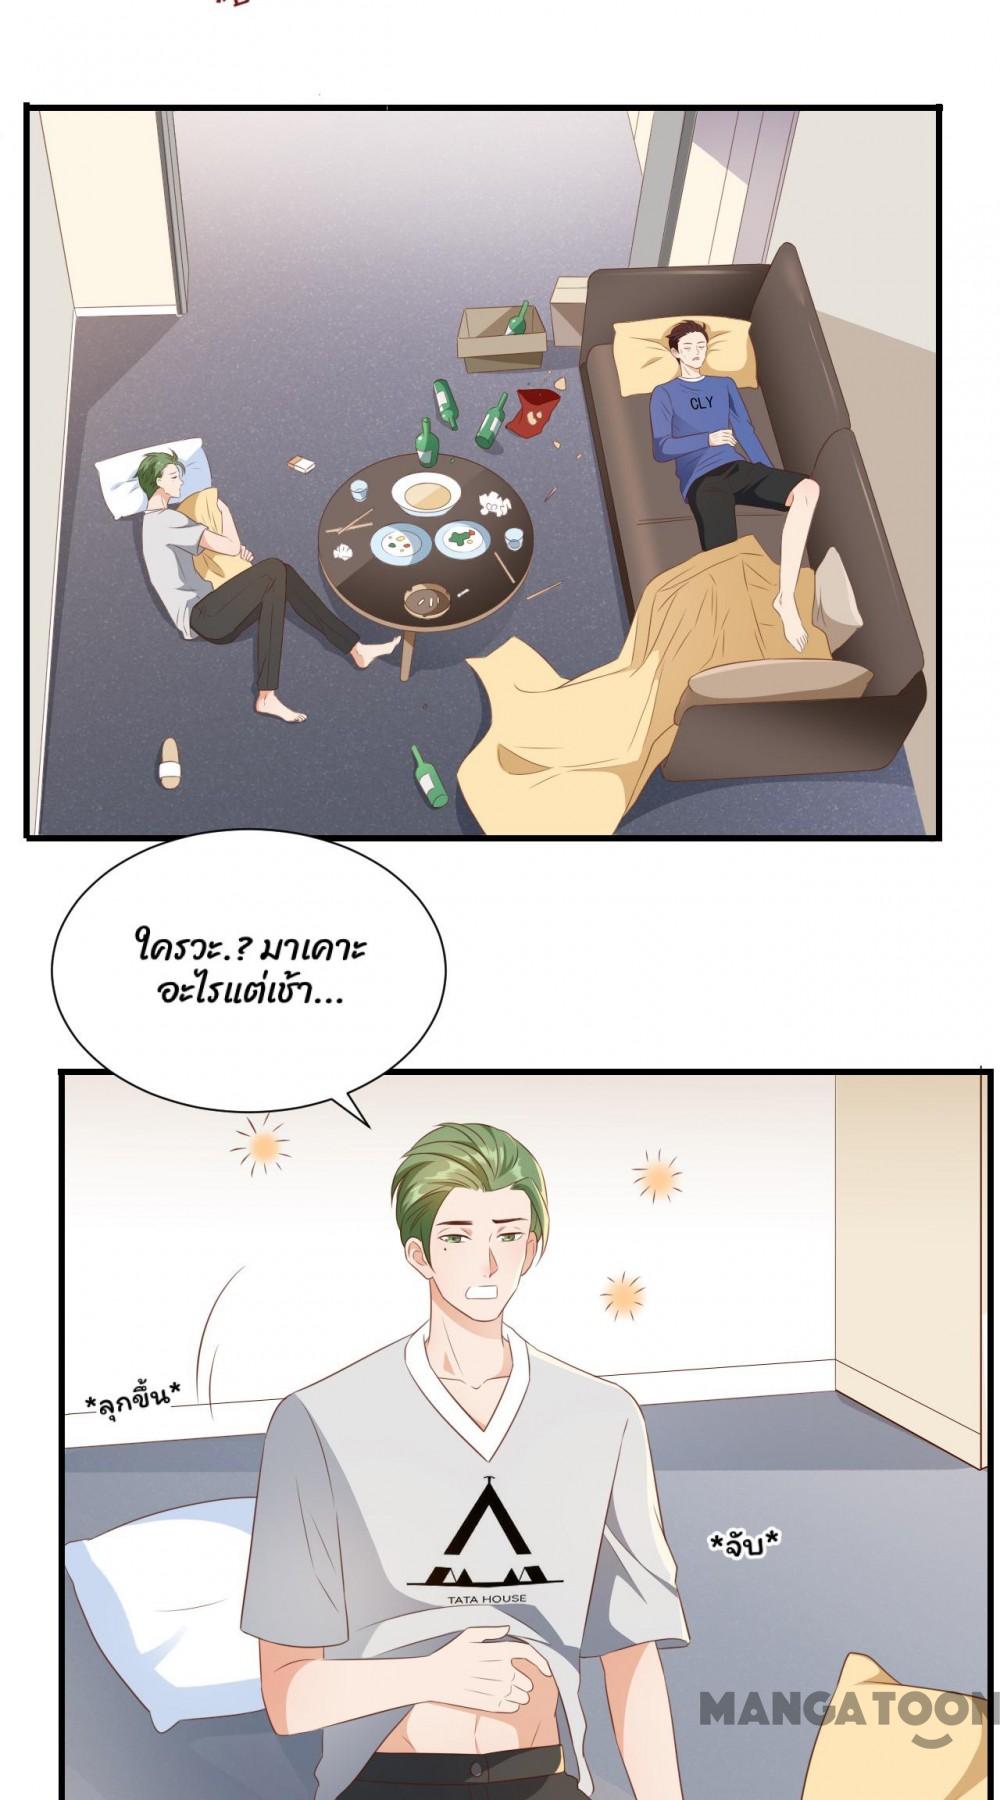 CLY
ใครวะ.? มาเคาะ
อะไรแต่เช้า...
*ลุกขึ้น*
*จับ*
TATA HOUSE
MANGATOON